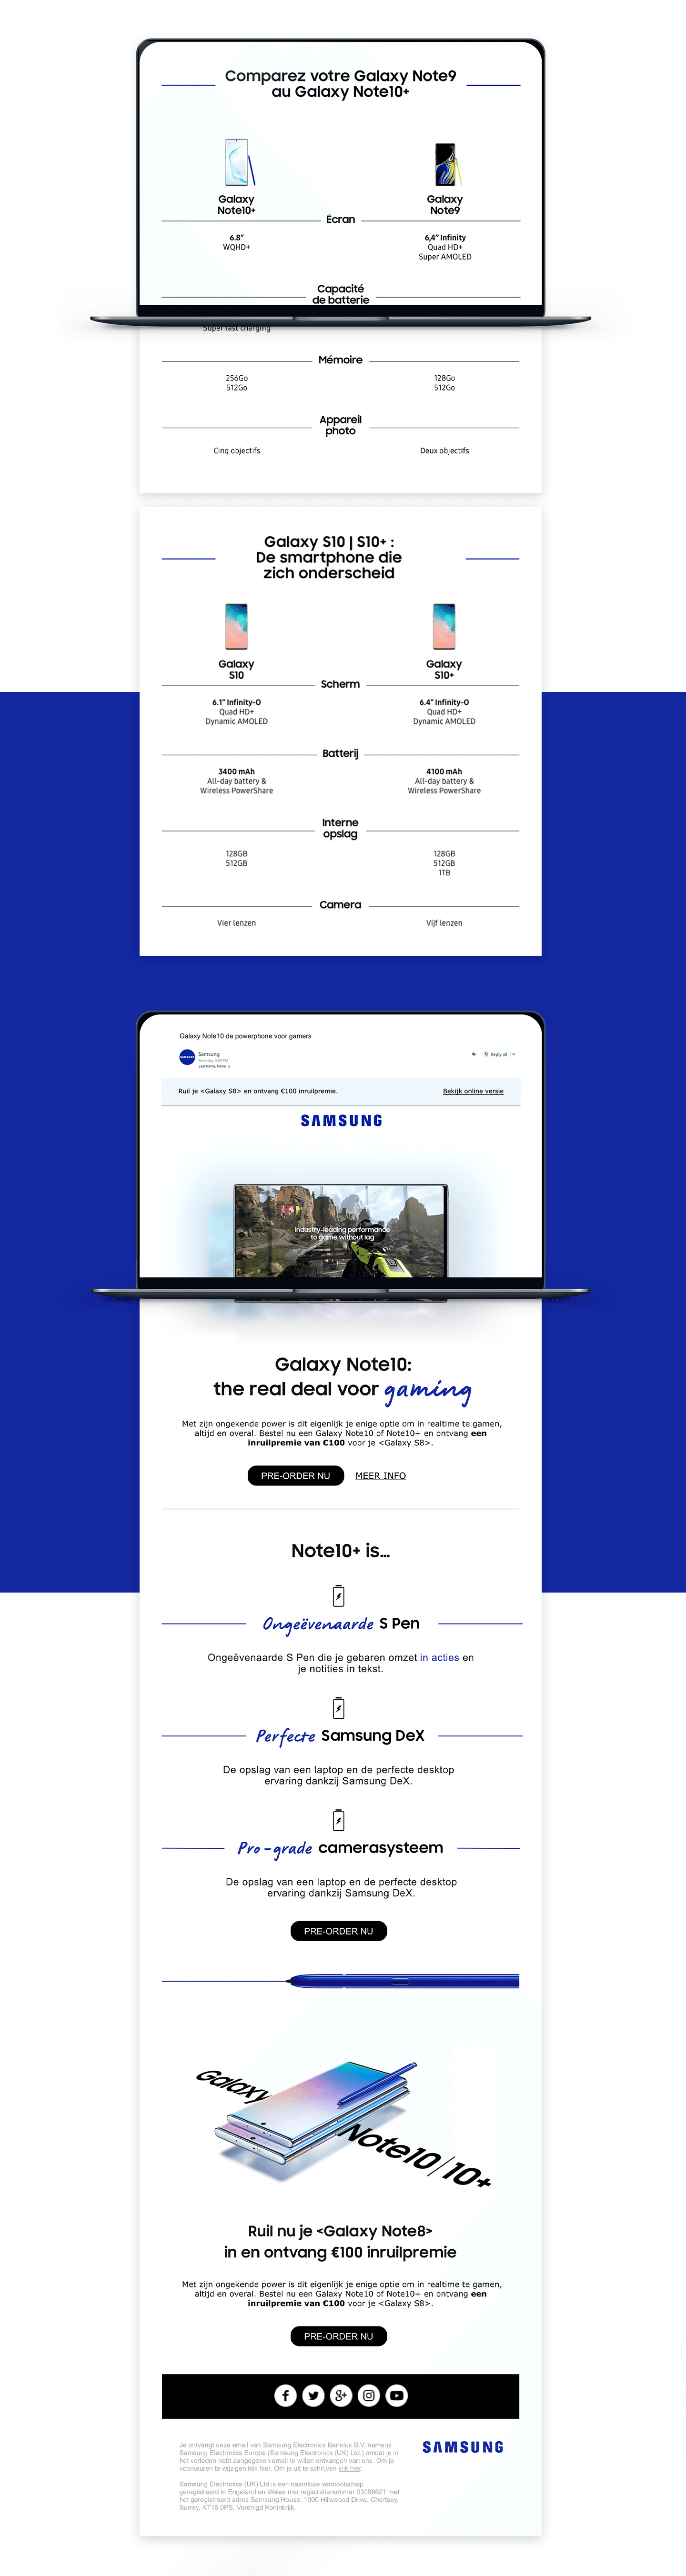 Comparez votre Galaxy Note9
au Galaxy Note10+
Galaxy
Note10+
Galaxy
Note9
Écran
6.8"
WQHD+
6,4" Infinity
Quad HD+
Super AMOLED
Capacité
de batterie
Super fast charging
Mémoire
256Go
512Go
128Go
512Go
Appareil
photo
Cinq objectifs
Deux objectifs
Galaxy S10 | S10+ :
De smartphone die
zich onderscheid
Galaxy
S10
Galaxy
S10+
Scherm
6.1" Infinity-O
Quad HD+
Dynamic AMOLED
6.4" Infinity-O
Quad HD+
Dynamic AMOLED
Batterij
3400 mAh
All-day battery &
Wireless PowerShare
4100 mAh
All-day battery &
Wireless PowerShare
Interne
opslag
128GB
512GB
128GB
512GB
1TB
Camera
Vier lenzen
Vijf lenzen
Galaxy Note10 de powerphone voor gamers
SAMSUNG
Samsung
Yesterday, 1:00 PM
Last Name, Name
Reply all
Ruil je <Galaxy S8> en ontvang €100 inruilpremie.
Bekijk online versie
SAMSUNG
Industry-leading performance
to game without lag
Galaxy Note10:
the real deal voor gaming
Met zijn ongekende power is dit eigenlijk je enige optie om in realtime te gamen,
altijd en overal. Bestel nu een Galaxy Note10 of Note10+ en ontvang een
inruilpremie van €100 voor je <Galaxy S8>.
PRE-ORDER NU
MEER INFO
Note10+ is...
Ongeëvenaarde S Pen
Ongeëvenaarde S Pen die je gebaren omzet in acties en
je notities in tekst.
Perfecte Samsung DeX
De opslag van een laptop en de perfecte desktop
ervaring dankzij Samsung DeX.
Pro-grade camerasysteem
De opslag van een laptop en de perfecte desktop
ervaring dankzij Samsung DeX.
PRE-ORDER NU
Galaxy
Note10/10+
Ruil nu je <Galaxy Note8>
in en ontvang €100 inruilpremie
Met zijn ongekende power is dit eigenlijk je enige optie om in realtime te gamen,
altijd en overal. Bestel nu een Galaxy Note10 of Note10+ en ontvang een
inruilpremie van €100 voor je <Galaxy S8>.
PRE-ORDER NU
SAMSUNG
Je ontvangt deze email van Samsung Electronics Benelux B.V. namens
Samsung Electronics Europe (Samsung Electronics (UK) Ltd.) omdat je in
het verleden hebt aangegeven email te willen ontvangen van ons. Om je
voorkeuren te wijzigen klik hier. Om je uit te schrijven klik hier.
Samsung Electronics (UK) Ltd is een naamloze vennootschap
geregistreerd in Engeland en Wales met registratienummer 03086621 met
het geregistreerd adres Samsung House, 1000 Hillswood Drive, Chertsey,
Surrey, KT16 0PS, Verenigd Koninkrijk.